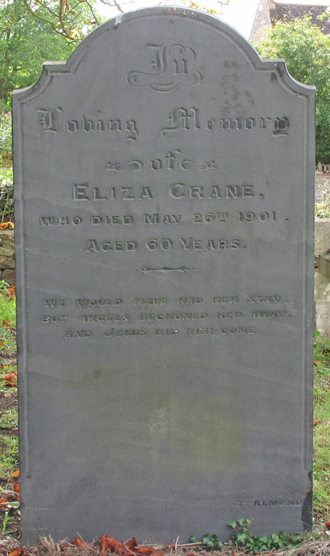 In
Loving Memory
of
ELIZA CRANE,
WHO DIED MAY 26TH 1901.
AGED 60 YEARS.
WE WOULD HAVE HAD HER STAY,
BUT ANGELS BECKONED HER AWAY,
AND JESUS BID HER COME.